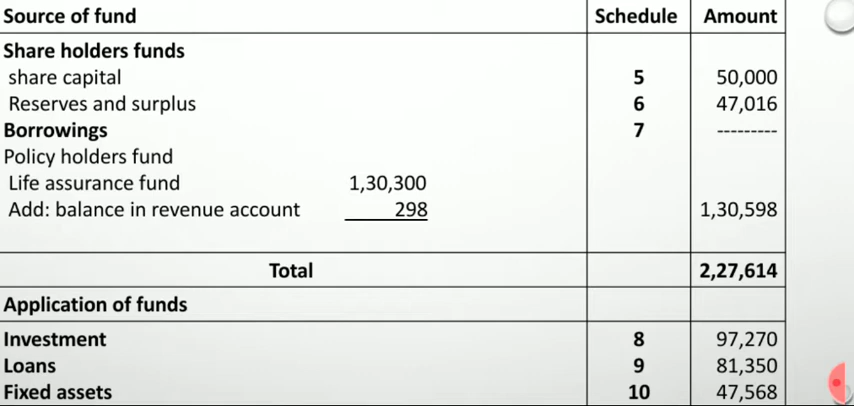 Source of fund Schedule Amount
Share holders funds
share capital 5 50,000
Reserves and surplus 6 47,016
Borrowings 7 ---------
Policy holders fund
Life assurance fund 1,30,300
Add: balance in revenue account 298 1,30,598
Total 2,27,614
Application of funds
Investment 8 97,270
Loans 9 81,350
Fixed assets 10 47,568